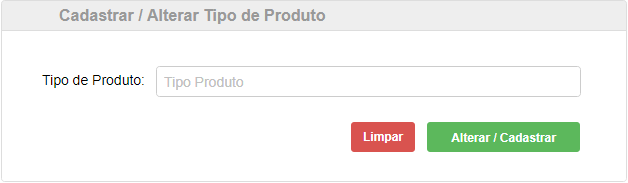 Cadastrar / Alterar Tipo de Produto
Tipo de Produto: Tipo Produto
Limpar Alterar / Cadastrar